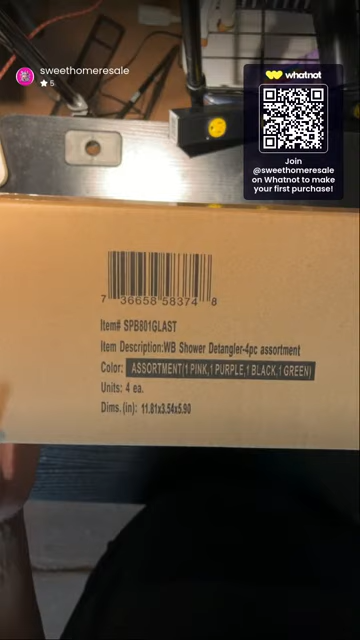 sweethomeresale
★ 5
whatnot
Join
@sweethomeresale
on Whatnot to make
your first purchase!
7 36658 58374 8
Item# SPB801GLAST
Item Description:WB Shower Detangler-4pc assortment
Color: ASSORTMENT(1 PINK,1 PURPLE,1 BLACK,1 GREEN)
Units: 4 ea.
Dims.(in): 11.81x3.54x5.90